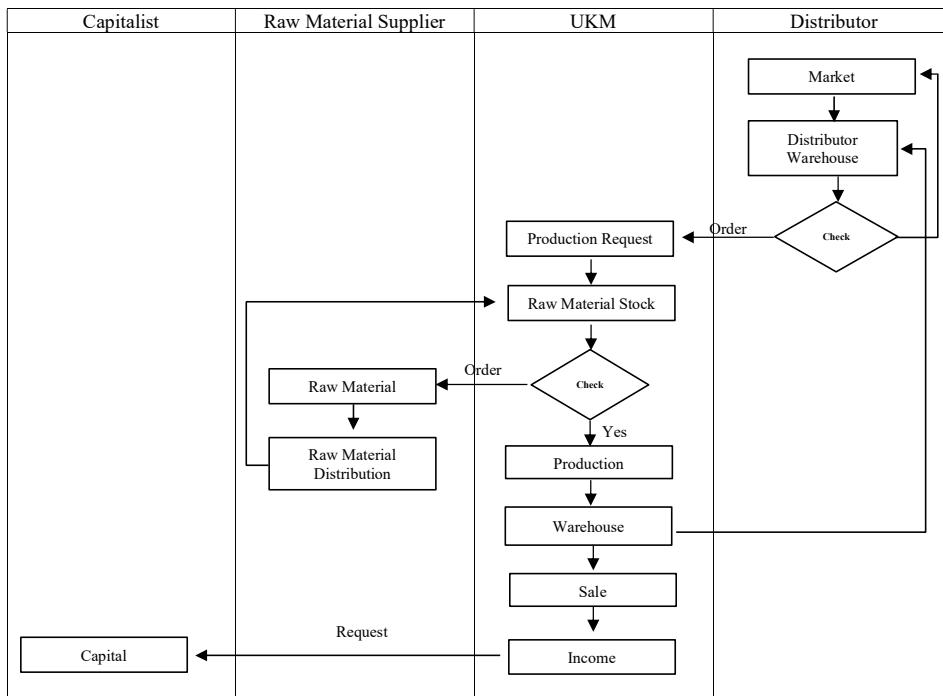 Capitalist
Raw Material Supplier
UKM
Distributor
Market
Distributor
Warehouse
Check
Order
Production Request
Raw Material Stock
Check
Order
Raw Material
Yes
Raw Material
Distribution
Production
Warehouse
Sale
Request
Capital
Income